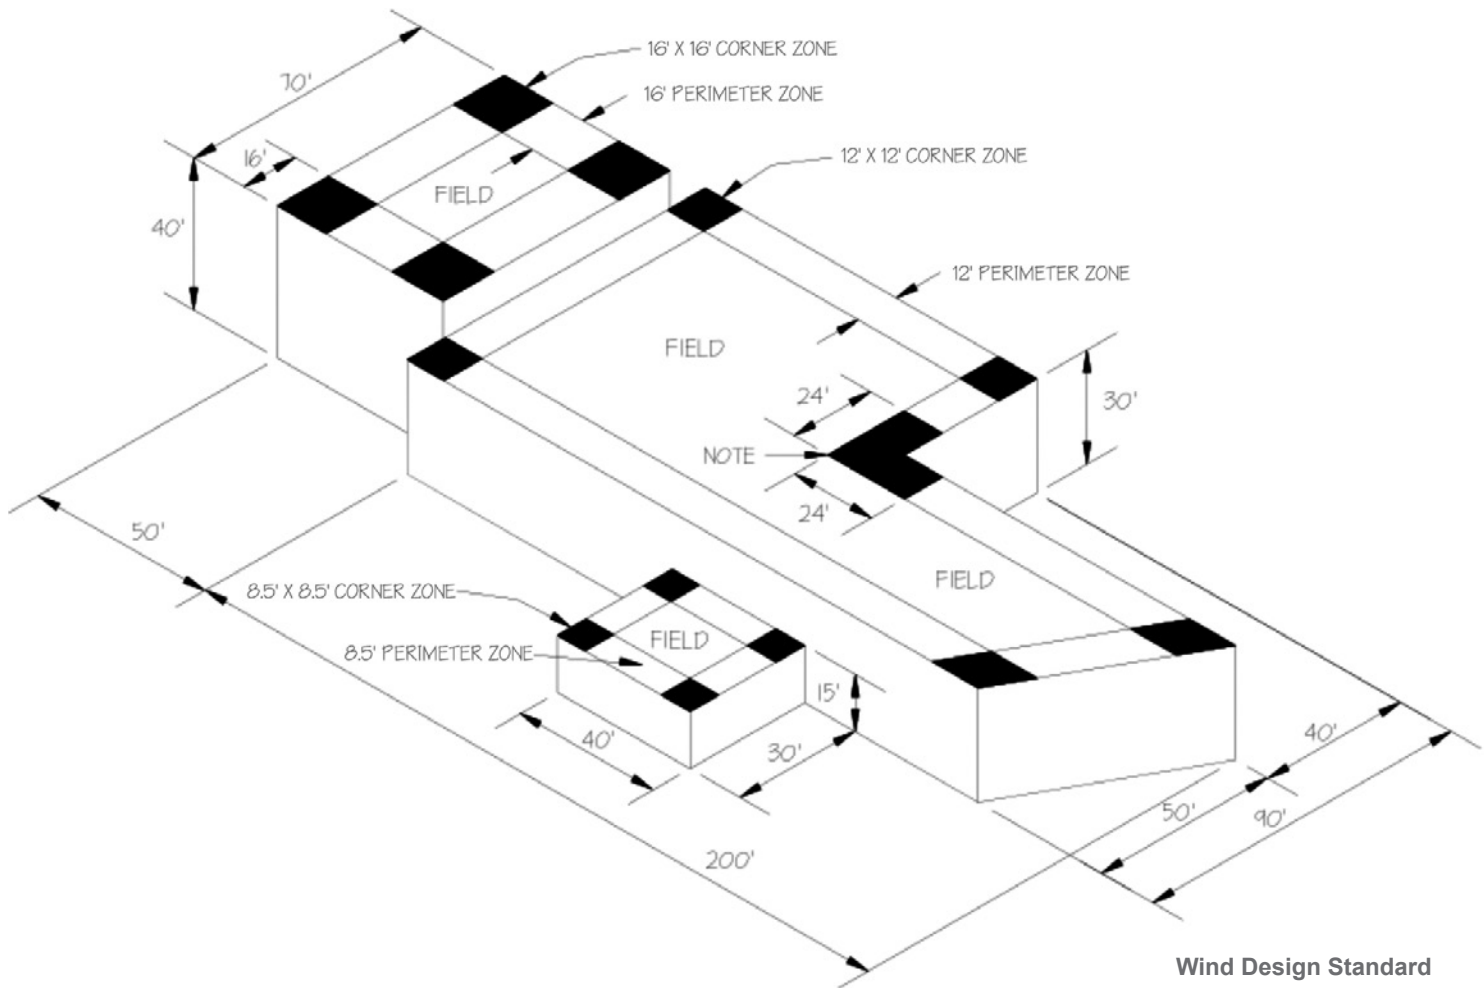 16' X 16' CORNER ZONE
70'
16' PERIMETER ZONE
16'
12' X 12' CORNER ZONE
FIELD
40'
12' PERIMETER ZONE
FIELD
24'
30'
NOTE
24'
50'
FIELD
8.5' X 8.5' CORNER ZONE
FIELD
8.5' PERIMETER ZONE
15'
40'
30'
40'
50'
90'
200'
Wind Design Standard